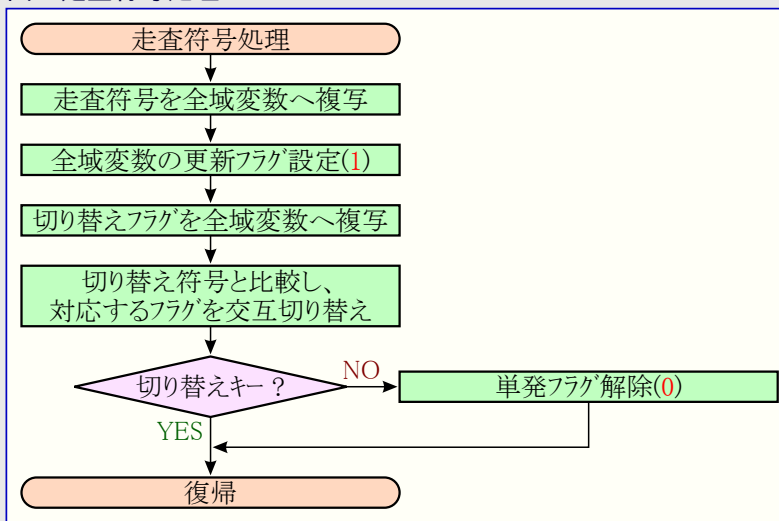 走査符号処理
走査符号を全域変数へ複写
全域変数の更新フラグ設定(1)
切り替えフラグを全域変数へ複写
切り替え符号と比較し、
対応するフラグを交互切り替え
切り替えキー？
NO
単発フラグ解除(0)
YES
復帰